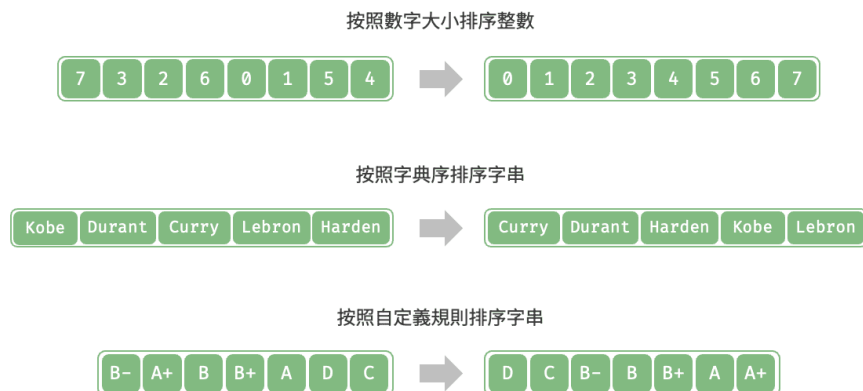 按照數字大小排序整數
7 3 2 6 0 1 5 4 0 1 2 3 4 5 6 7
按照字典序排序字串
Kobe Durant Curry Lebron Harden Curry Durant Harden Kobe Lebron
按照自定義規則排序字串
B- A+ B B+ A D C D C B- B B+ A A+